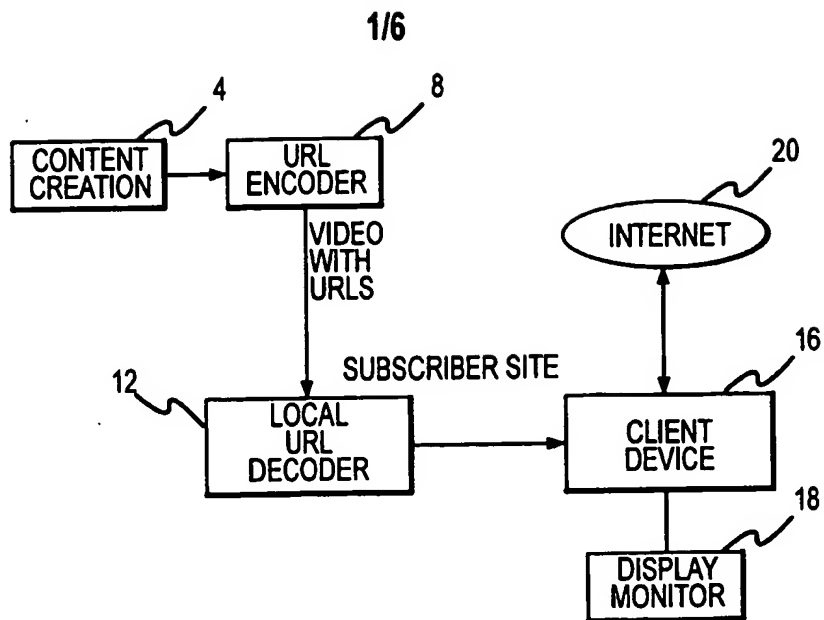 1/6
4
8
CONTENT
CREATION
URL
ENCODER
20
INTERNET
VIDEO
WITH
URLS
SUBSCRIBER SITE
16
12
LOCAL
URL
DECODER
CLIENT
DEVICE
18
DISPLAY
MONITOR